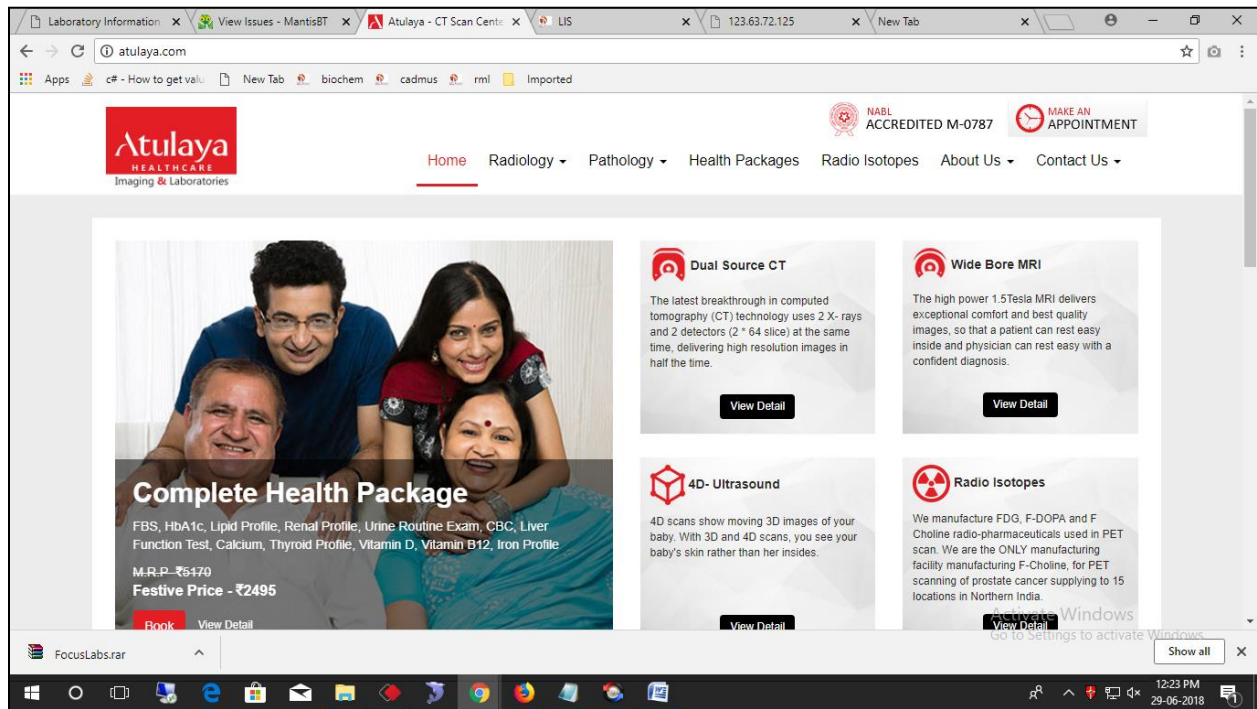 Laboratory Information
View Issues - MantisBT
Atulaya - CT Scan Cente
LIS
123.63.72.125
New Tab
atulaya.com
Apps
c# - How to get valu
New Tab
biochem
cadmus
rml
Imported
Atulaya
HEALTHCARE
Imaging & Laboratories
NABL
ACCREDITED M-0787
MAKE AN
APPOINTMENT
Home Radiology Pathology Health Packages Radio Isotopes About Us Contact Us
Complete Health Package
FBS, HbA1c, Lipid Profile, Renal Profile, Urine Routine Exam, CBC, Liver
Function Test, Calcium, Thyroid Profile, Vitamin D, Vitamin B12, Iron Profile
M.R.P ₹5170
Festive Price - ₹2495
Book View Detail
Dual Source CT
The latest breakthrough in computed
tomography (CT) technology uses 2 X- rays
and 2 detectors (2 * 64 slice) at the same
time, delivering high resolution images in
half the time.
View Detail
Wide Bore MRI
The high power 1.5Tesla MRI delivers
exceptional comfort and best quality
images, so that a patient can rest easy
inside and physician can rest easy with a
confident diagnosis.
View Detail
4D- Ultrasound
4D scans show moving 3D images of your
baby. With 3D and 4D scans, you see your
baby's skin rather than her insides.
View Detail
Radio Isotopes
We manufacture FDG, F-DOPA and F
Choline radio-pharmaceuticals used in PET
scan. We are the ONLY manufacturing
facility manufacturing F-Choline, for PET
scanning of prostate cancer supplying to 15
locations in Northern India.
View Detail
Activate Windows
Go to Settings to activate Windows.
FocusLabs.rar
Show all
12:23 PM
29-06-2018